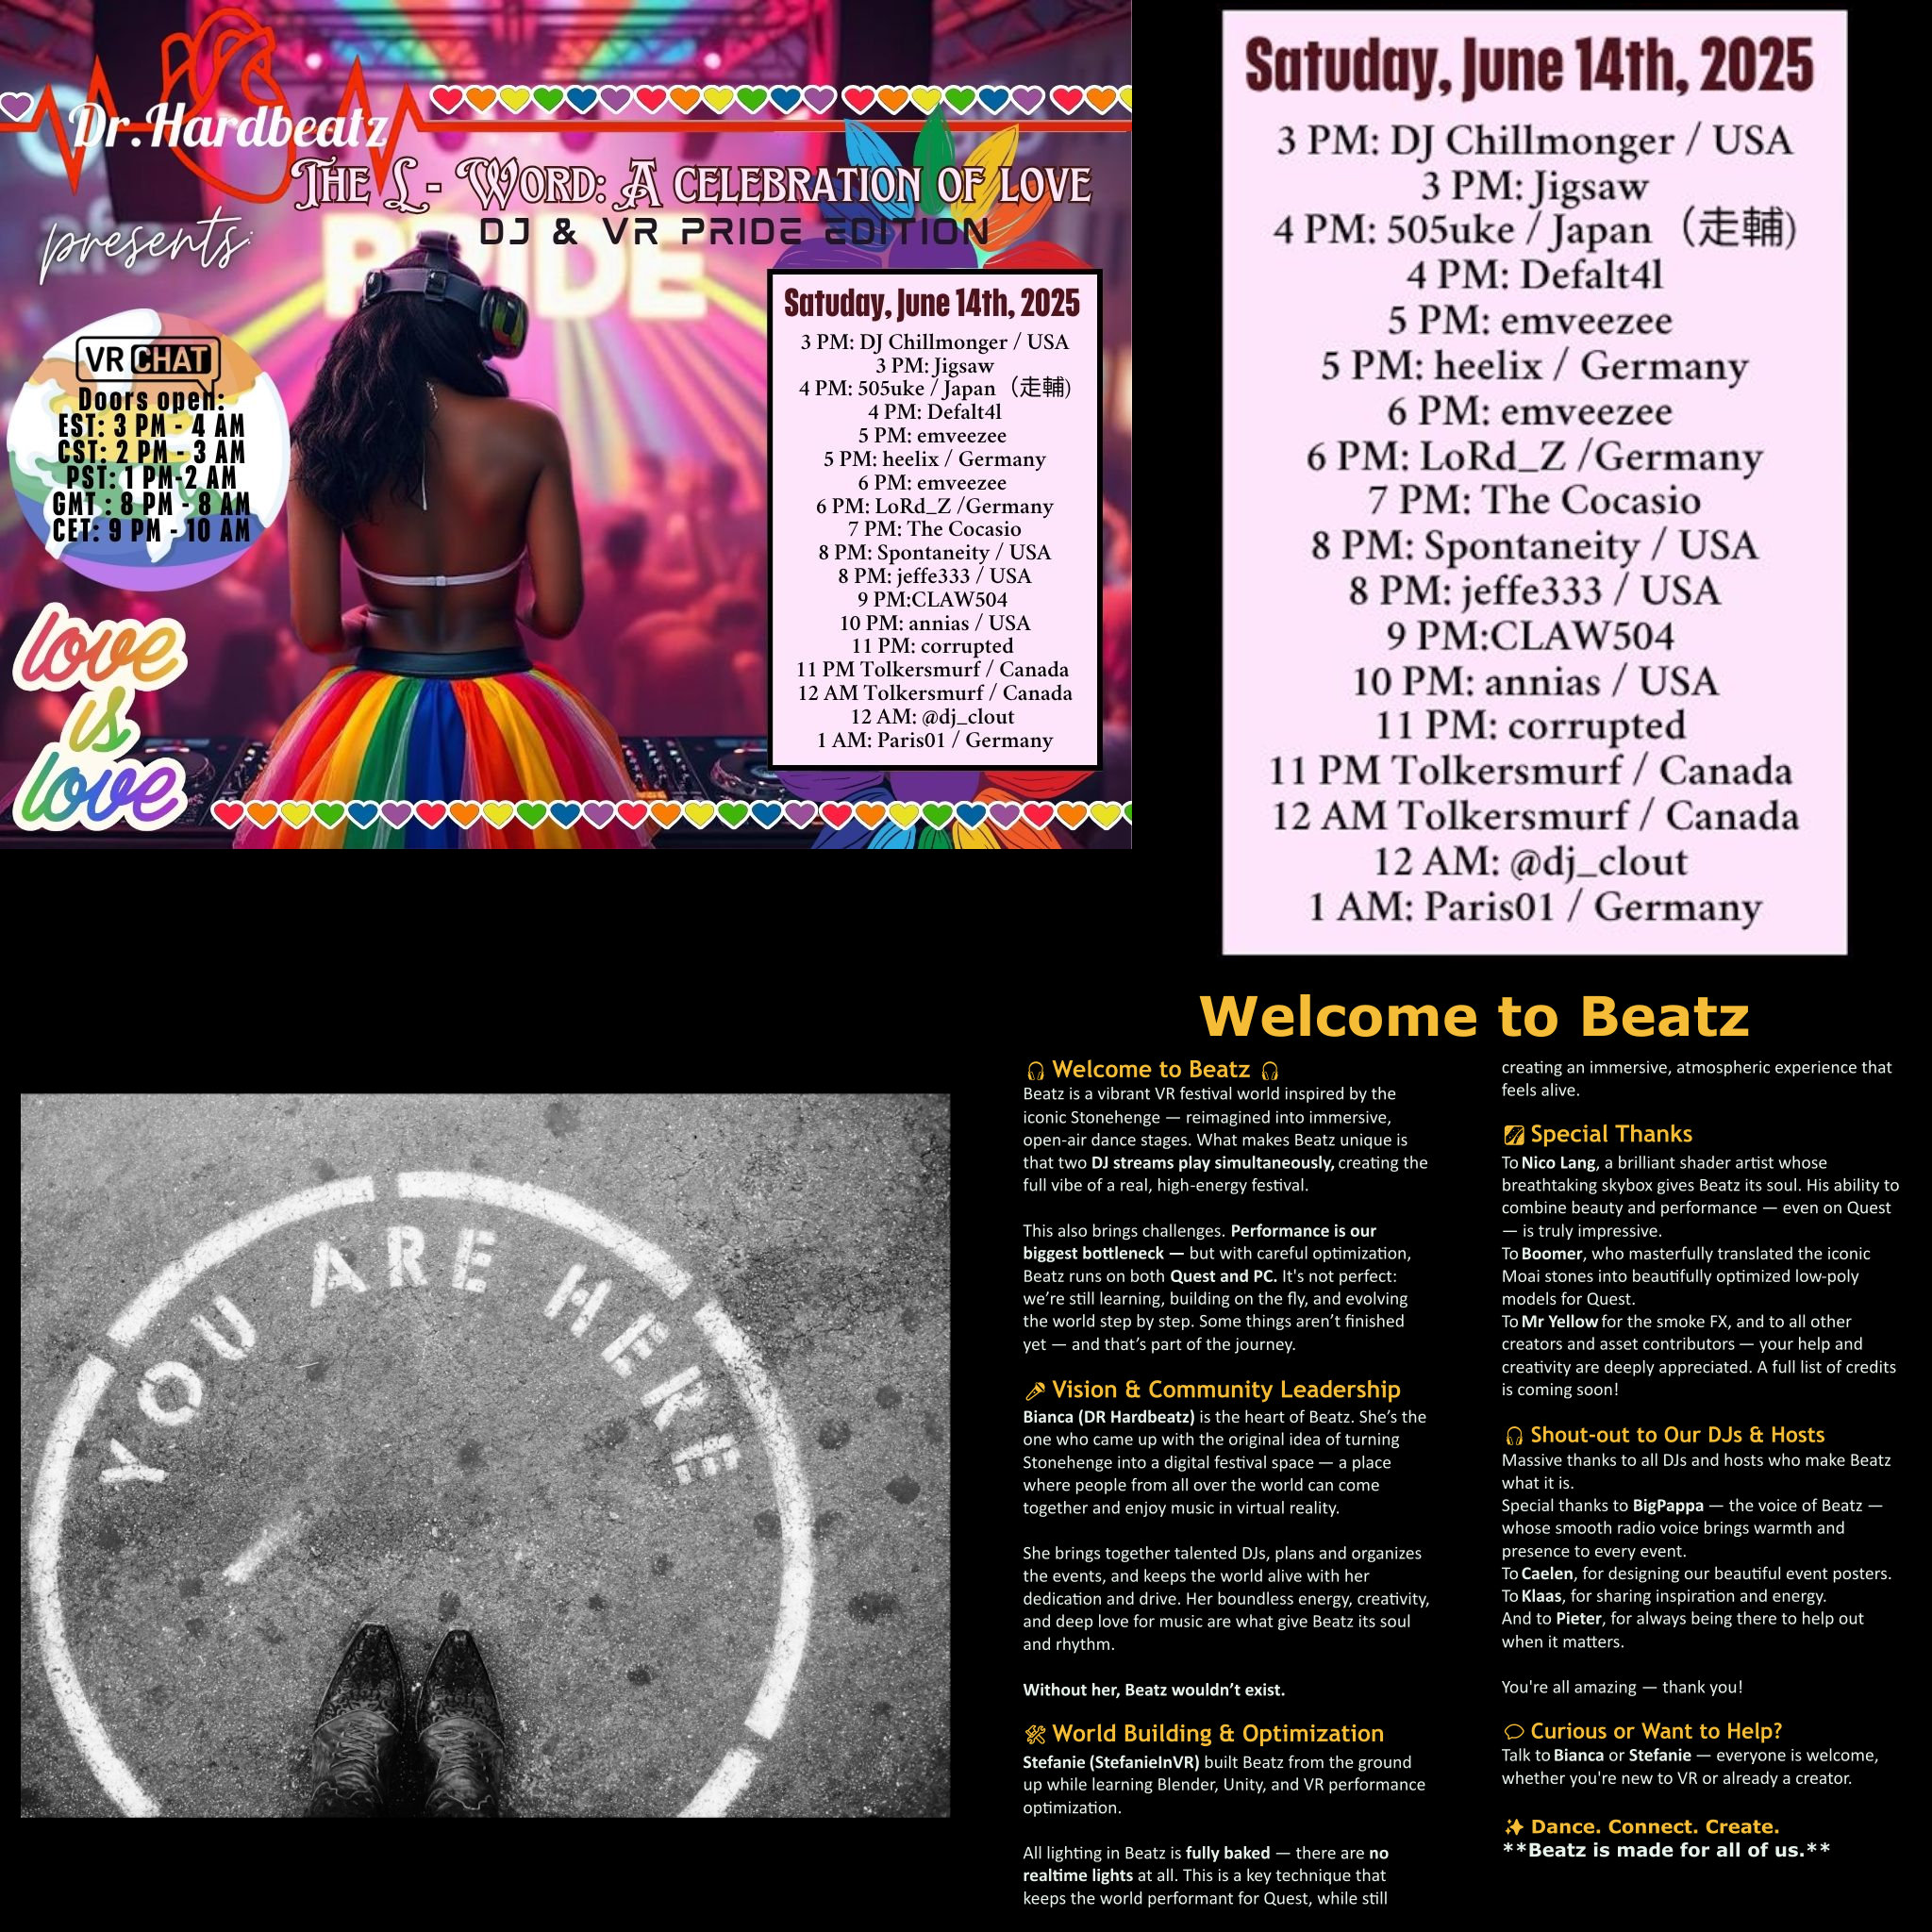 Dr.Hardbeatz
presents:
The L - Word: A celebration of love
DJ & VR PRIDE EDITION
PRIDE
VRCHAT
Doors open:
EST: 3 PM - 4 AM
CST: 2 PM - 3 AM
PST: 1 PM-2 AM
GMT : 8 PM - 8 AM
CET: 9 PM - 10 AM
love
is
love
Satuday, June 14th, 2025
3 PM: DJ Chillmonger / USA
3 PM: Jigsaw
4 PM: 505uke / Japan（走輔)
4 PM: Defalt4l
5 PM: emveezee
5 PM: heelix / Germany
6 PM: emveezee
6 PM: LoRd_Z /Germany
7 PM: The Cocasio
8 PM: Spontaneity / USA
8 PM: jeffe333 / USA
9 PM:CLAW504
10 PM: annias / USA
11 PM: corrupted
11 PM Tolkersmurf / Canada
12 AM Tolkersmurf / Canada
12 AM: @dj_clout
1 AM: Paris01 / Germany
Satuday, June 14th, 2025
3 PM: DJ Chillmonger / USA
3 PM: Jigsaw
4 PM: 505uke / Japan（走輔)
4 PM: Defalt4l
5 PM: emveezee
5 PM: heelix / Germany
6 PM: emveezee
6 PM: LoRd_Z /Germany
7 PM: The Cocasio
8 PM: Spontaneity / USA
8 PM: jeffe333 / USA
9 PM:CLAW504
10 PM: annias / USA
11 PM: corrupted
11 PM Tolkersmurf / Canada
12 AM Tolkersmurf / Canada
12 AM: @dj_clout
1 AM: Paris01 / Germany
YOU ARE HERE
Welcome to Beatz
🎧 Welcome to Beatz 🎧
Beatz is a vibrant VR festival world inspired by the
iconic Stonehenge — reimagined into immersive,
open-air dance stages. What makes Beatz unique is
that two DJ streams play simultaneously, creating the
full vibe of a real, high-energy festival.
This also brings challenges. Performance is our
biggest bottleneck — but with careful optimization,
Beatz runs on both Quest and PC. It's not perfect:
we’re still learning, building on the fly, and evolving
the world step by step. Some things aren’t finished
yet — and that’s part of the journey.
🎤 Vision & Community Leadership
Bianca (DR Hardbeatz) is the heart of Beatz. She’s the
one who came up with the original idea of turning
Stonehenge into a digital festival space — a place
where people from all over the world can come
together and enjoy music in virtual reality.
She brings together talented DJs, plans and organizes
the events, and keeps the world alive with her
dedication and drive. Her boundless energy, creativity,
and deep love for music are what give Beatz its soul
and rhythm.
Without her, Beatz wouldn’t exist.
🛠 World Building & Optimization
Stefanie (StefanieInVR) built Beatz from the ground
up while learning Blender, Unity, and VR performance
optimization.
All lighting in Beatz is fully baked — there are no
realtime lights at all. This is a key technique that
keeps the world performant for Quest, while still
creating an immersive, atmospheric experience that
feels alive.
🌌 Special Thanks
To Nico Lang, a brilliant shader artist whose
breathtaking skybox gives Beatz its soul. His ability to
combine beauty and performance — even on Quest
— is truly impressive.
To Boomer, who masterfully translated the iconic
Moai stones into beautifully optimized low-poly
models for Quest.
To Mr Yellow for the smoke FX, and to all other
creators and asset contributors — your help and
creativity are deeply appreciated. A full list of credits
is coming soon!
🎧 Shout-out to Our DJs & Hosts
Massive thanks to all DJs and hosts who make Beatz
what it is.
Special thanks to BigPappa — the voice of Beatz —
whose smooth radio voice brings warmth and
presence to every event.
To Caelen, for designing our beautiful event posters.
To Klaas, for sharing inspiration and energy.
And to Pieter, for always being there to help out
when it matters.
You're all amazing — thank you!
💬 Curious or Want to Help?
Talk to Bianca or Stefanie — everyone is welcome,
whether you're new to VR or already a creator.
✨ Dance. Connect. Create.
**Beatz is made for all of us.**